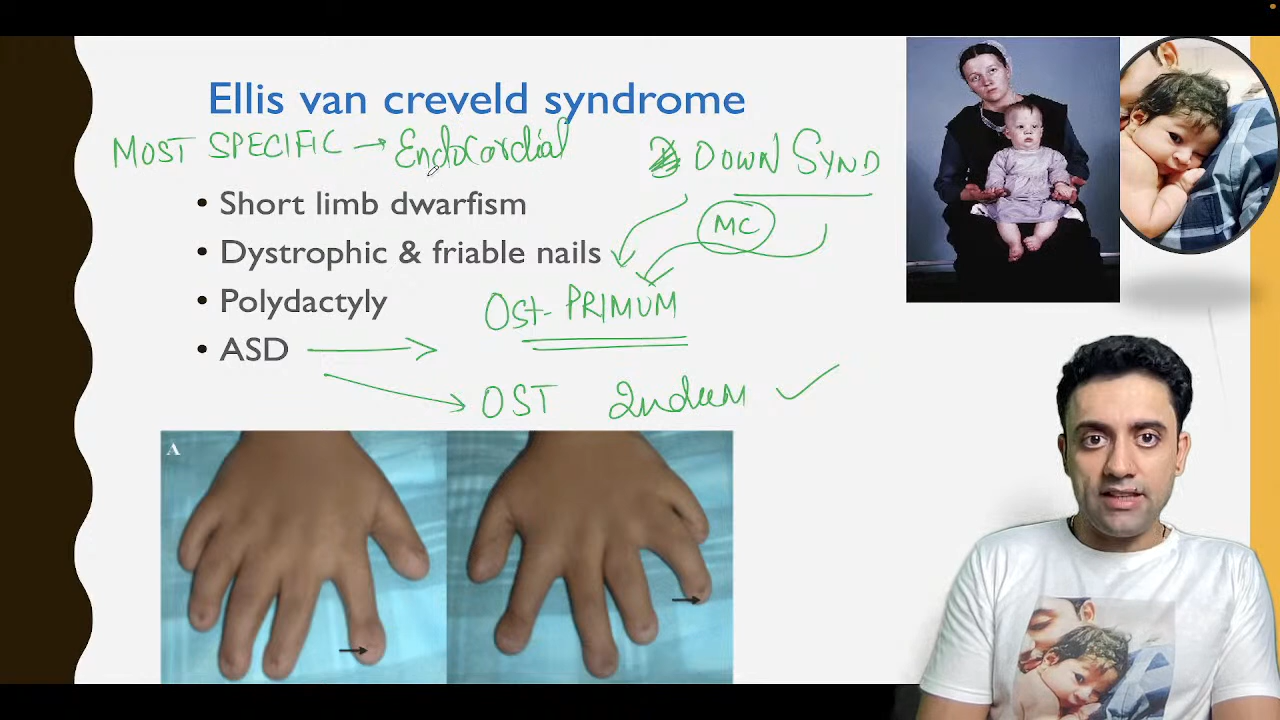 Ellis van creveld syndrome
MOST SPECIFIC → Endocardial
DOWN SYND
• Short limb dwarfism
MC
• Dystrophic & friable nails
• Polydactyly
Ost- PRIMUM
• ASD
OST 2ndum ✓
A